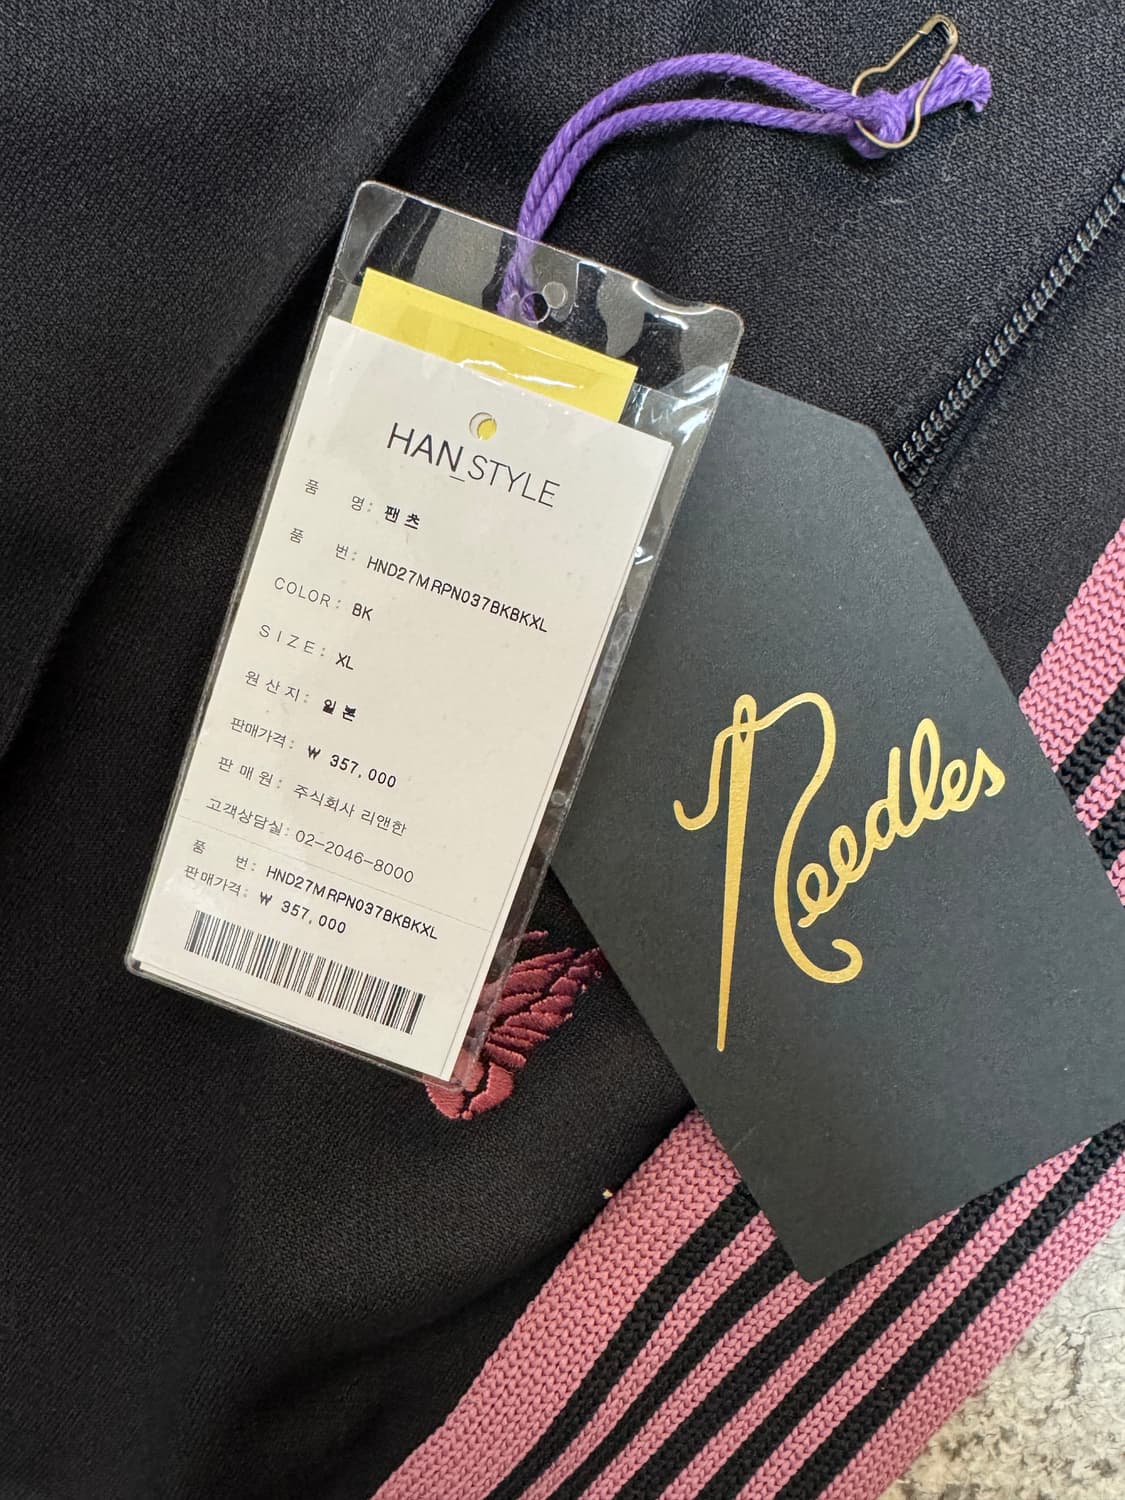 HAN_STYLE
품 명: 팬츠
품 번: HND27MRPN037BKBKXL
COLOR: BK
SIZE: XL
원산지: 일본
판매가격: ₩ 357,000
판매원: 주식회사 리앤한
고객상담실: 02-2046-8000
품 번: HND27MRPN037BKBKXL
판매가격: ₩ 357,000
Needles